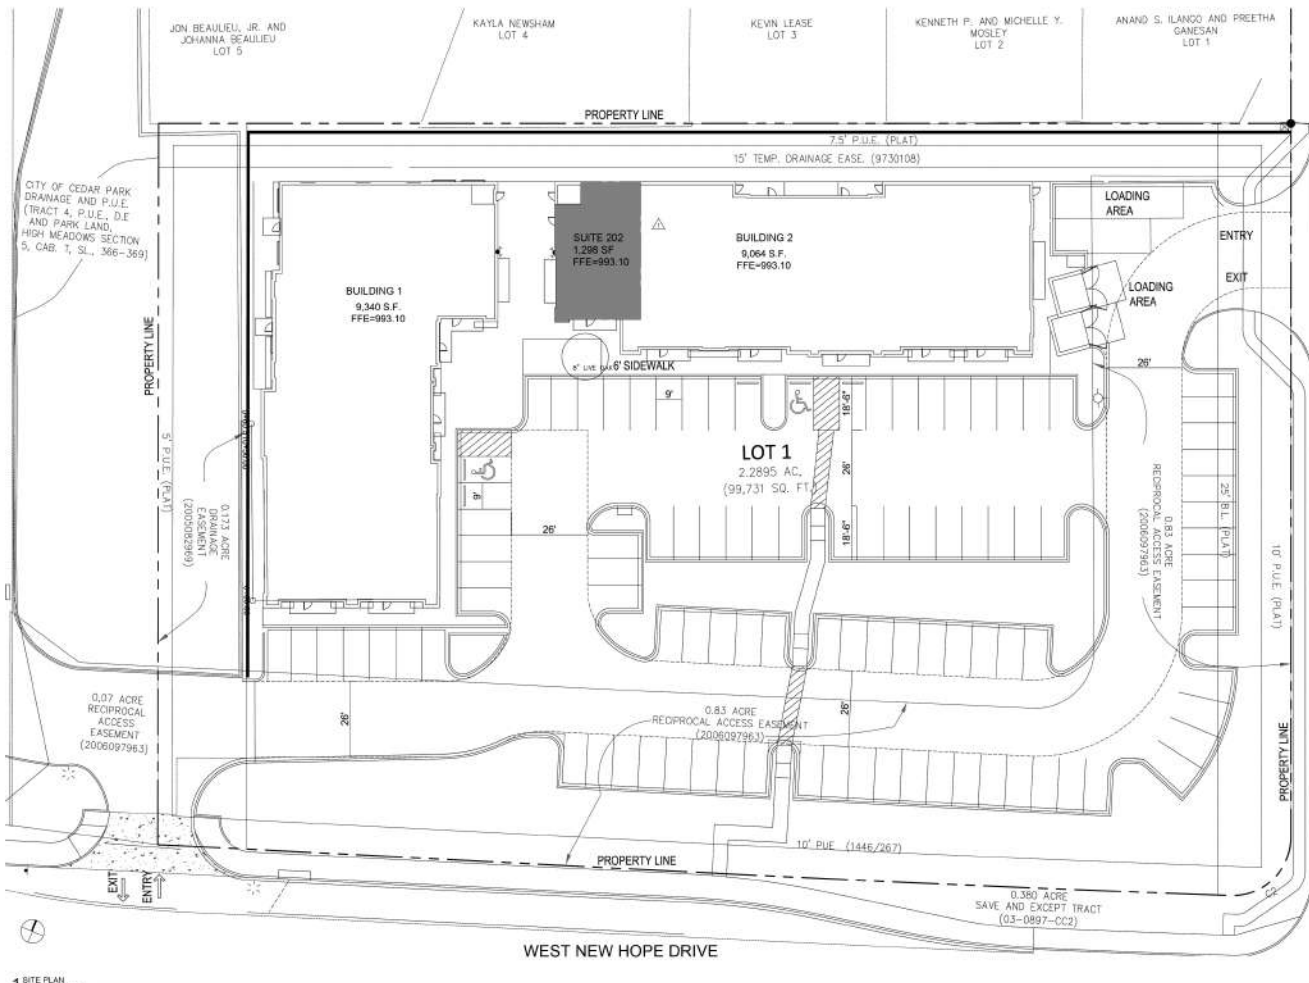 JON BEAULIEU, JR. AND
JOHANNA BEAULIEU
LOT 5
KAYLA NEWSHAM
LOT 4
KEVIN LEASE
LOT 3
KENNETH P. AND MICHELLE Y.
MOSLEY
LOT 2
ANAND S. ILANGO AND PREETHA
GANESAN
LOT 1
PROPERTY LINE
7.5' P.U.E. (PLAT)
15' TEMP. DRAINAGE EASE. (9730108)
CITY OF CEDAR PARK
DRAINAGE AND P.U.E.
(TRACT 4, P.U.E., D.E
AND PARK LAND,
HIGH MEADOWS SECTION
5, CAB. T, SL., 366-369)
LOADING
AREA
ENTRY
EXIT
LOADING
AREA
SUITE 202
1,298 SF
FFE=993.10
BUILDING 2
9,064 S.F.
FFE=993.10
BUILDING 1
9,340 S.F.
FFE=993.10
PROPERTY LINE
8" LIVE OAK
6' SIDEWALK
26'
9'
18'-6"
LOT 1
2.2895 AC.
(99,731 SQ. FT.)
26'
18'-6"
5' P.U.E. (PLAT)
0.173 ACRE
DRAINAGE
EASEMENT
(2005082969)
9'
26'
0.83 ACRE
RECIPROCAL ACCESS EASEMENT
(2006097963)
25' B.L. (PLAT)
10' P.U.E. (PLAT)
0.07 ACRE
RECIPROCAL
ACCESS
EASEMENT
(2006097963)
26'
0.83 ACRE
RECIPROCAL ACCESS EASEMENT
(2006097963)
26'
PROPERTY LINE
10' PUE (1446/267)
PROPERTY LINE
EXIT
ENTRY
0.380 ACRE
SAVE AND EXCEPT TRACT
(03-0897-CC2)
C2
WEST NEW HOPE DRIVE
1 SITE PLAN